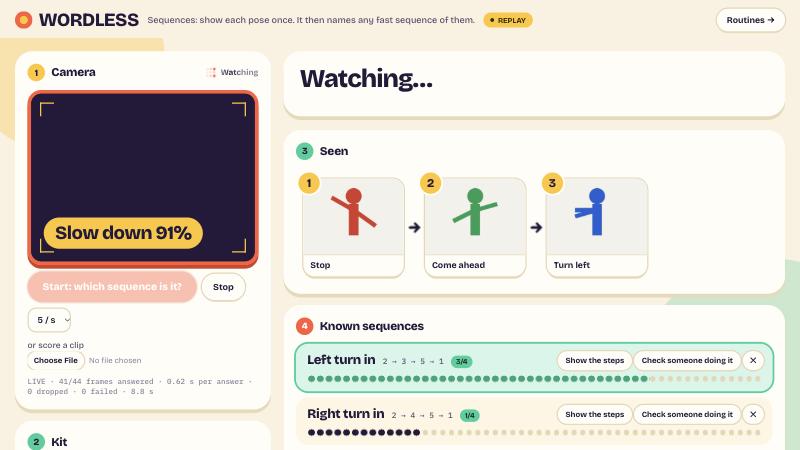 WORDLESS
Sequences: show each pose once. It then names any fast sequence of them.
• REPLAY
Routines →
1 Camera
Watching
Slow down 91%
Start: which sequence is it?
Stop
5 / s
or score a clip
Choose File No file chosen
LIVE · 41/44 frames answered · 0.62 s per answer ·
0 dropped · 0 failed · 8.8 s
2 Kit
Watching...
3 Seen
1
2
3
Stop
Come ahead
Turn left
4 Known sequences
Left turn in 2 → 3 → 5 → 1 3/4
Show the steps
Check someone doing it
✕
Right turn in 2 → 4 → 5 → 1 1/4
Show the steps
Check someone doing it
✕